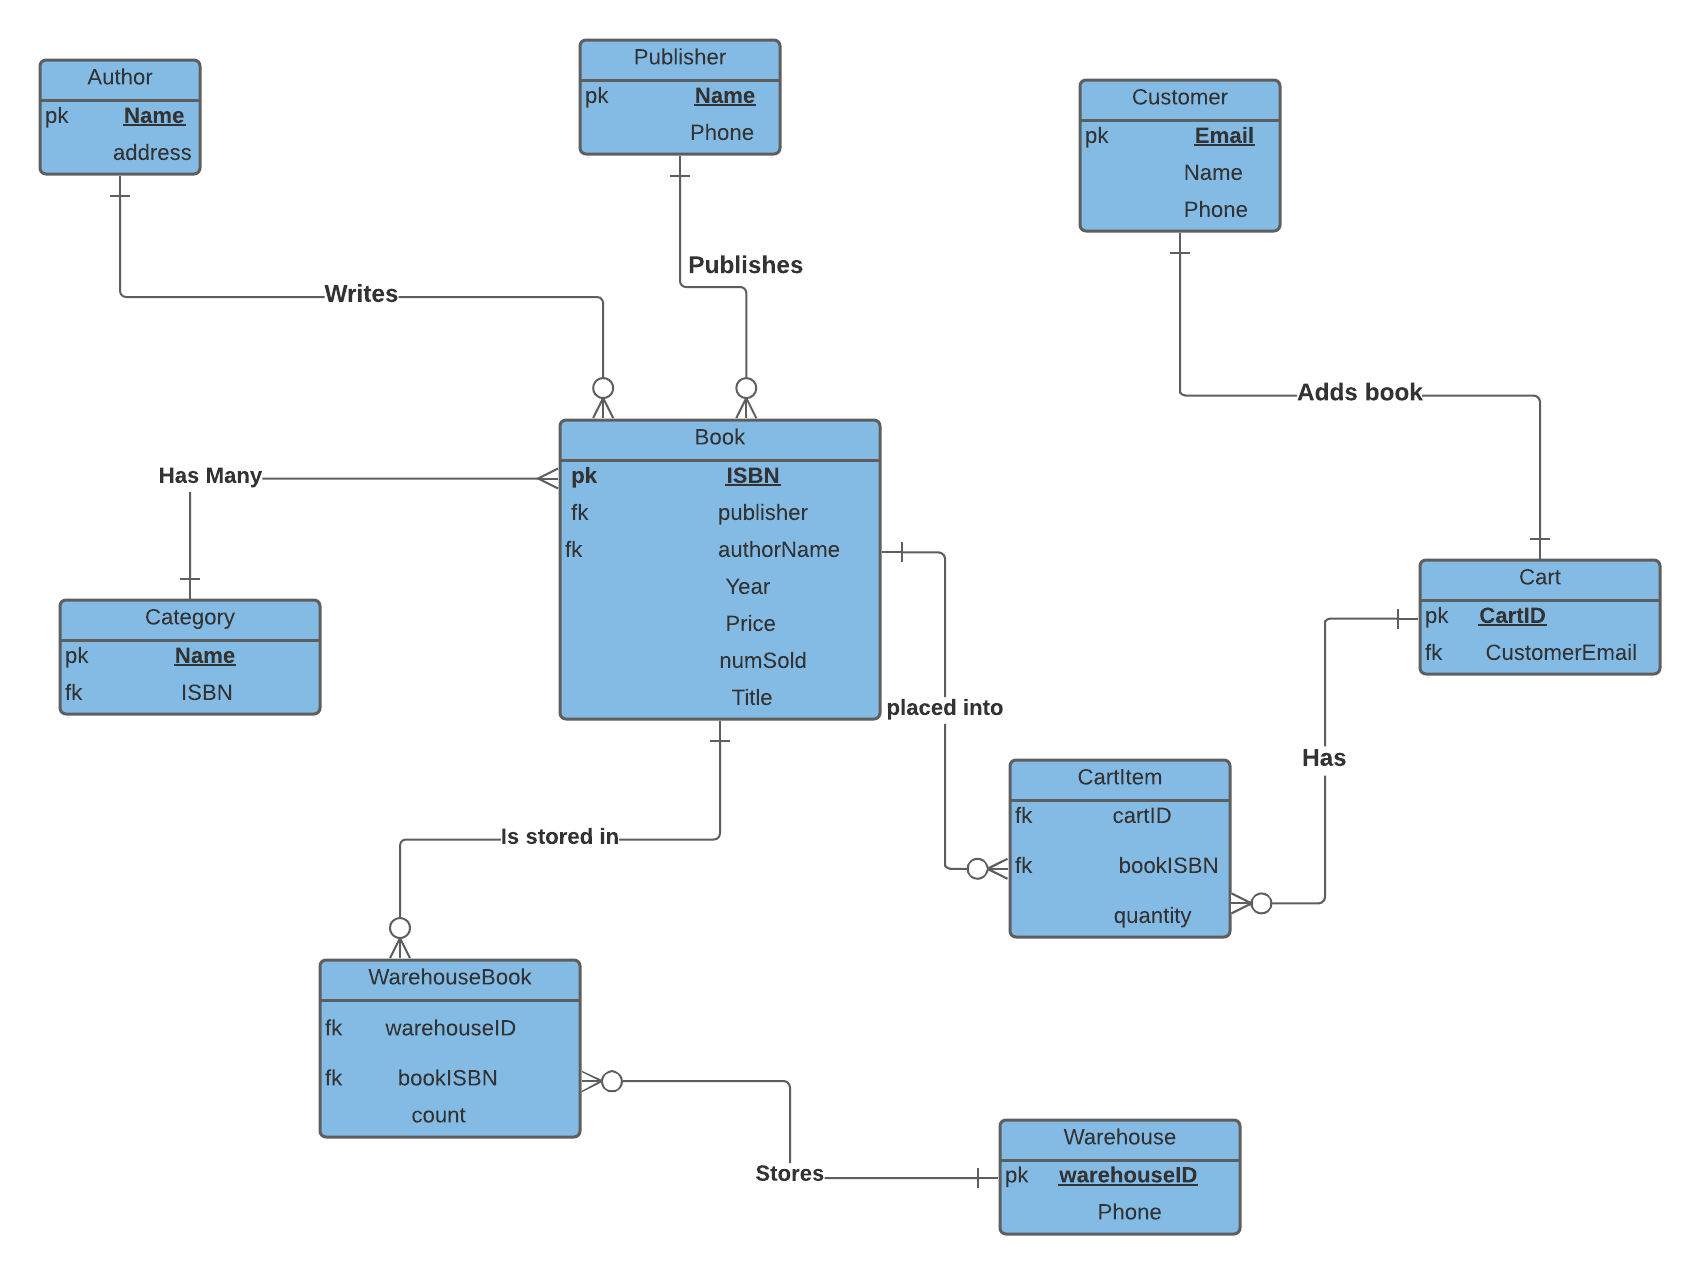 Author
pk Name
address
Publisher
pk Name
Phone
Customer
pk Email
Name
Phone
Writes
Publishes
Adds book
Has Many
Book
pk ISBN
fk publisher
fk authorName
Year
Price
numSold
Title
Category
pk Name
fk ISBN
Cart
pk CartID
fk CustomerEmail
placed into
Has
CartItem
fk cartID
fk bookISBN
quantity
Is stored in
WarehouseBook
fk warehouseID
fk bookISBN
count
Stores
Warehouse
pk warehouseID
Phone